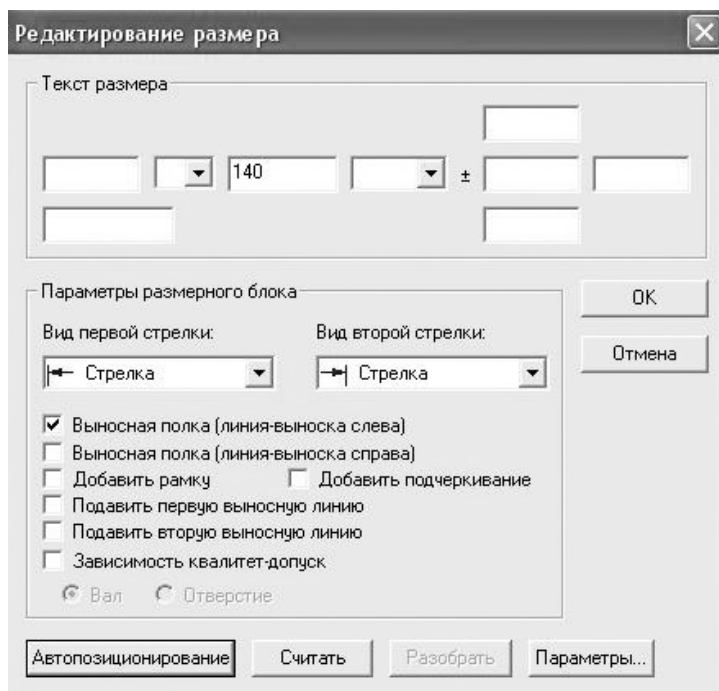 Редактирование размера
Текст размера
140
±
Параметры размерного блока
OK
Вид первой стрелки:
Вид второй стрелки:
Отмена
Стрелка
Стрелка
Выносная полка (линия-выноска слева)
Выносная полка (линия-выноска справа)
Добавить рамку
Добавить подчеркивание
Подавить первую выносную линию
Подавить вторую выносную линию
Зависимость квалитет-допуск
Вал
Отверстие
Автопозиционирование
Считать
Разобрать
Параметры...